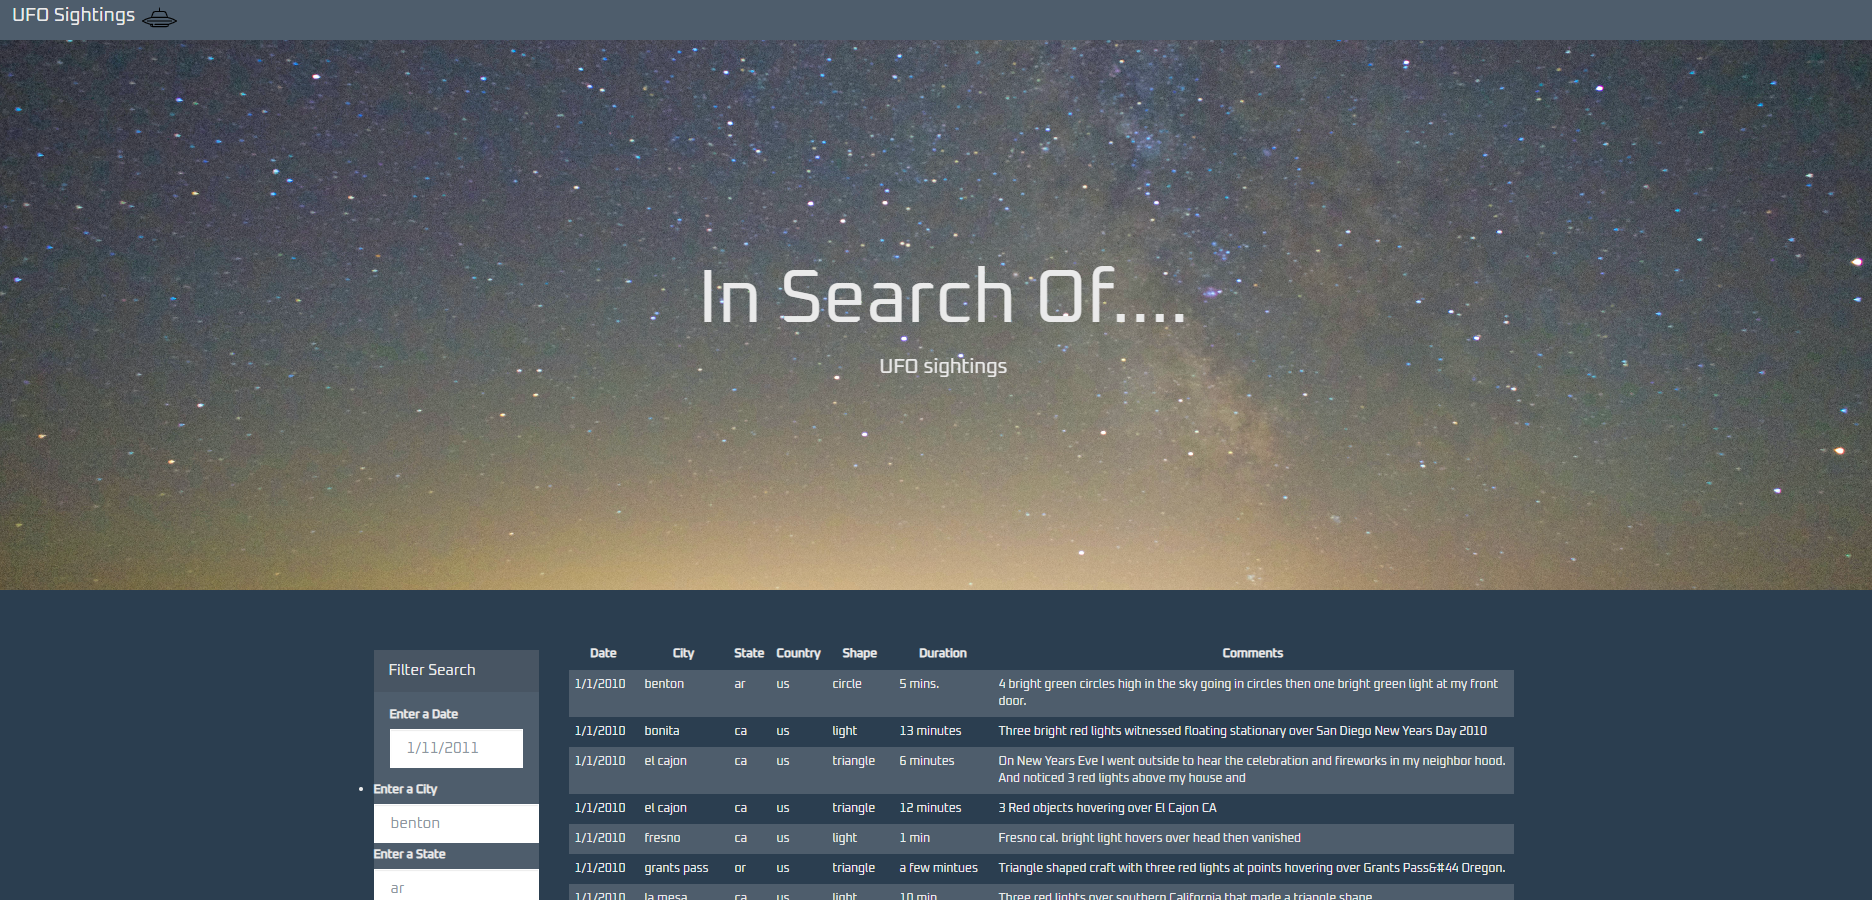 UFO Sightings
In Search Of....
UFO sightings
Filter Search
Enter a Date
1/11/2011
Enter a City
benton
Enter a State
ar
Date City State Country Shape Duration Comments
1/1/2010 benton ar us circle 5 mins. 4 bright green circles high in the sky going in circles then one bright green light at my front
door.
1/1/2010 bonita ca us light 13 minutes Three bright red lights witnessed floating stationary over San Diego New Years Day 2010
1/1/2010 el cajon ca us triangle 6 minutes On New Years Eve I went outside to hear the celebration and fireworks in my neighbor hood.
And noticed 3 red lights above my house and
1/1/2010 el cajon ca us triangle 12 minutes 3 Red objects hovering over El Cajon CA
1/1/2010 fresno ca us light 1 min Fresno cal. bright light hovers over head then vanished
1/1/2010 grants pass or us triangle a few mintues Triangle shaped craft with three red lights at points hovering over Grants Pass&#44 Oregon.
1/1/2010 la mesa ca us light 10 min Three red lights over southern California that made a triangle shape